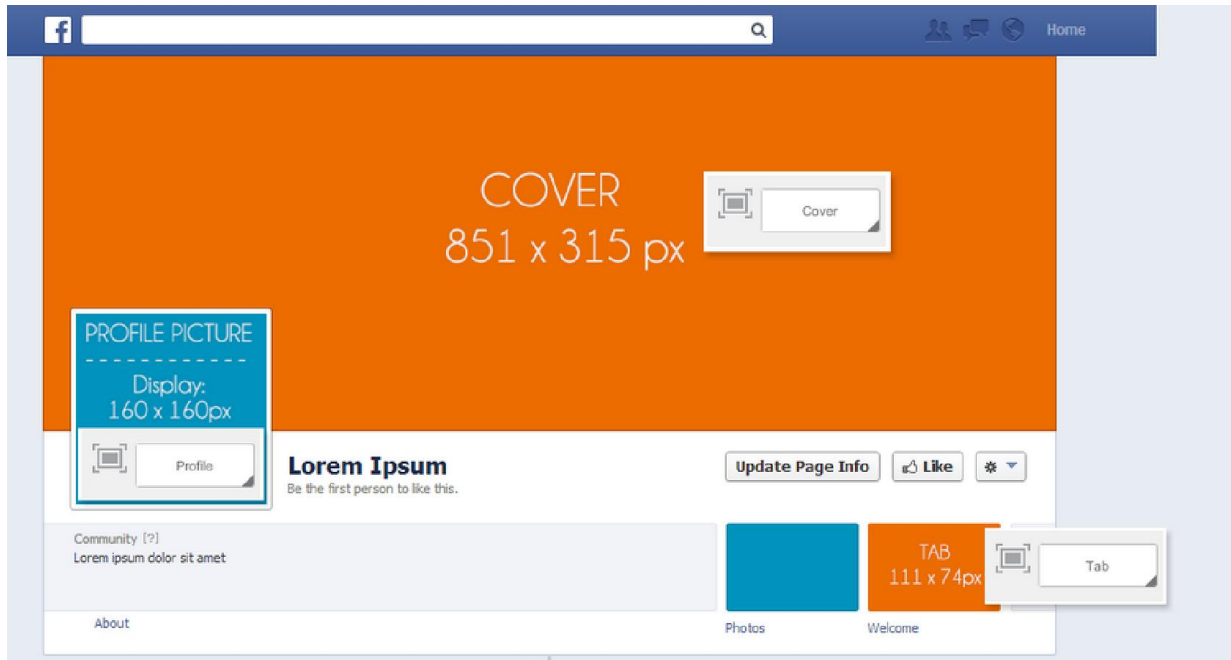 f
Home
COVER
851 x 315 px
Cover
PROFILE PICTURE
Display:
160 x 160px
Profile
Lorem Ipsum
Be the first person to like this.
Update Page Info
Like
Community [?]
Lorem ipsum dolor sit amet
TAB
111 x 74px
Tab
About
Photos
Welcome